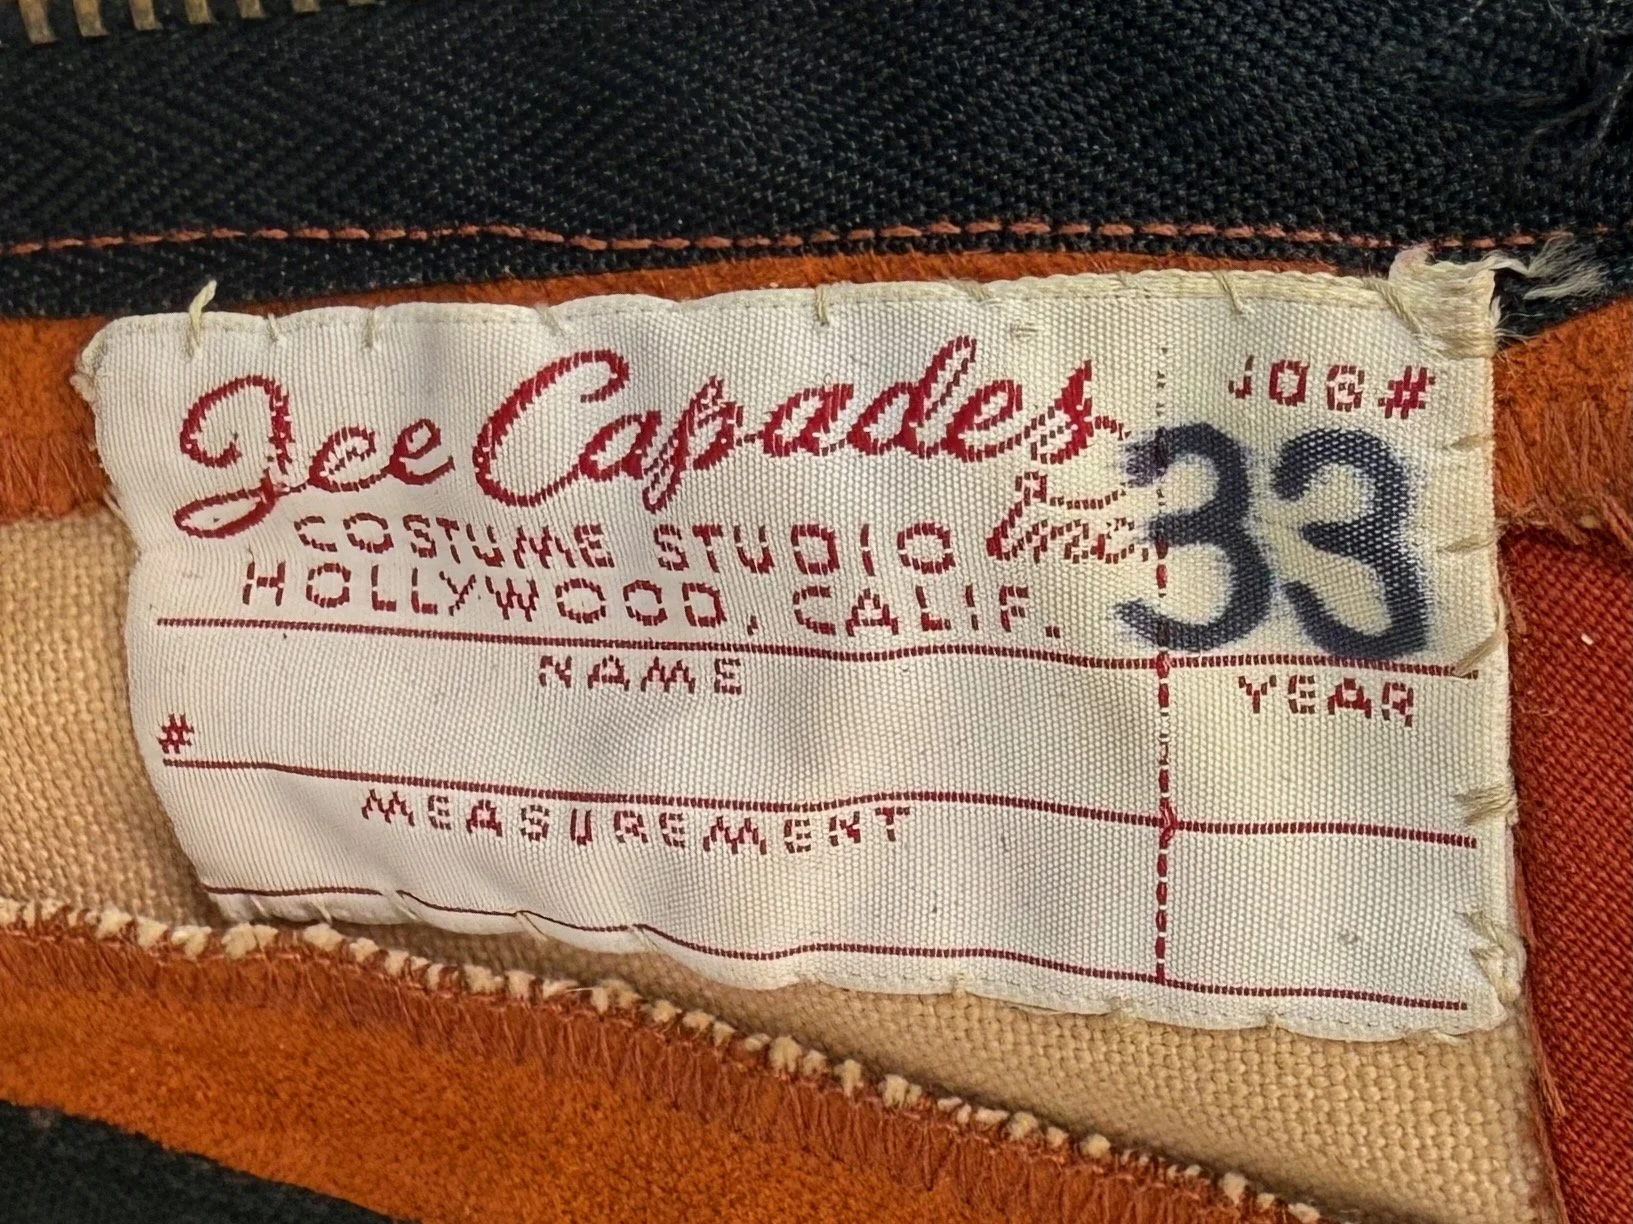 Ice Capades Inc.
COSTUME STUDIO
HOLLYWOOD, CALIF.
JOB#
33
NAME
YEAR
#
MEASUREMENT